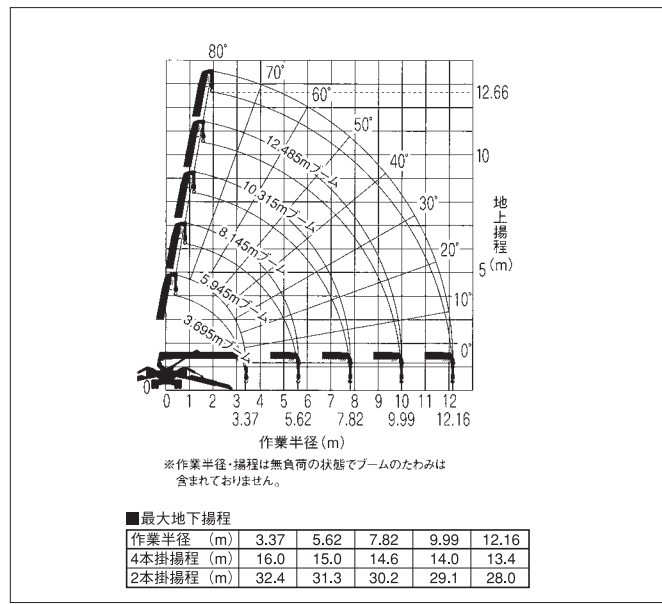 80°
70°
60°
50°
40°
30°
20°
10°
0°
12.66
10
5
地上揚程
(m)
12.485mブーム
10.315mブーム
8.145mブーム
5.945mブーム
3.695mブーム
0
0 1 2 3 4 5 6 7 8 9 10 11 12
3.37 5.62 7.82 9.99 12.16
作業半径(m)
※作業半径・揚程は無負荷の状態でブームのたわみは
含まれておりません。
■最大地下揚程
作業半径 (m) 3.37 5.62 7.82 9.99 12.16
4本掛揚程 (m) 16.0 15.0 14.6 14.0 13.4
2本掛揚程 (m) 32.4 31.3 30.2 29.1 28.0